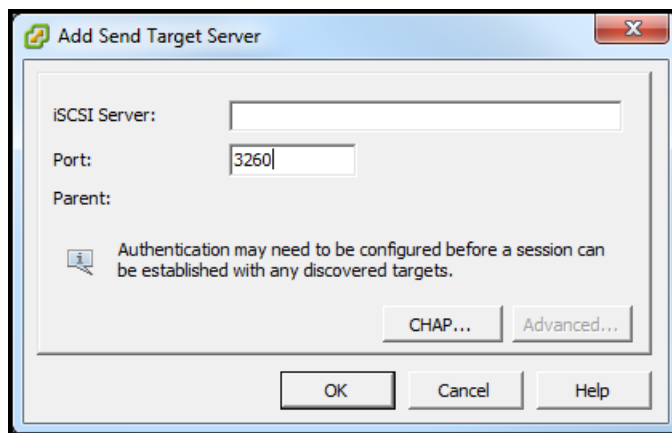 Add Send Target Server
iSCSI Server:
Port: 3260
Parent:
Authentication may need to be configured before a session can
be established with any discovered targets.
CHAP... Advanced...
OK Cancel Help